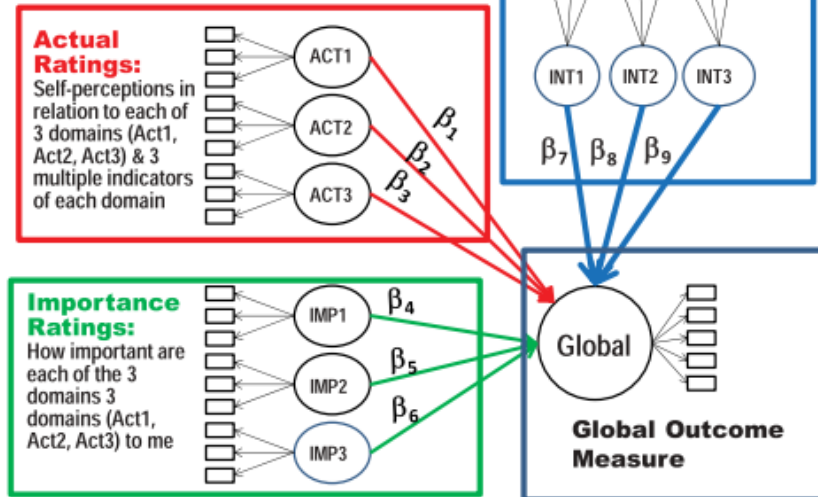 Actual
Ratings:
Self-perceptions in
relation to each of
3 domains (Act1,
Act2, Act3) & 3
multiple indicators
of each domain
ACT1
ACT2
ACT3
β1
β2
β3
INT1
INT2
INT3
β7
β8
β9
Importance
Ratings:
How important are
each of the 3
domains 3
domains (Act1,
Act2, Act3) to me
IMP1
IMP2
IMP3
β4
β5
β6
Global
Global Outcome
Measure